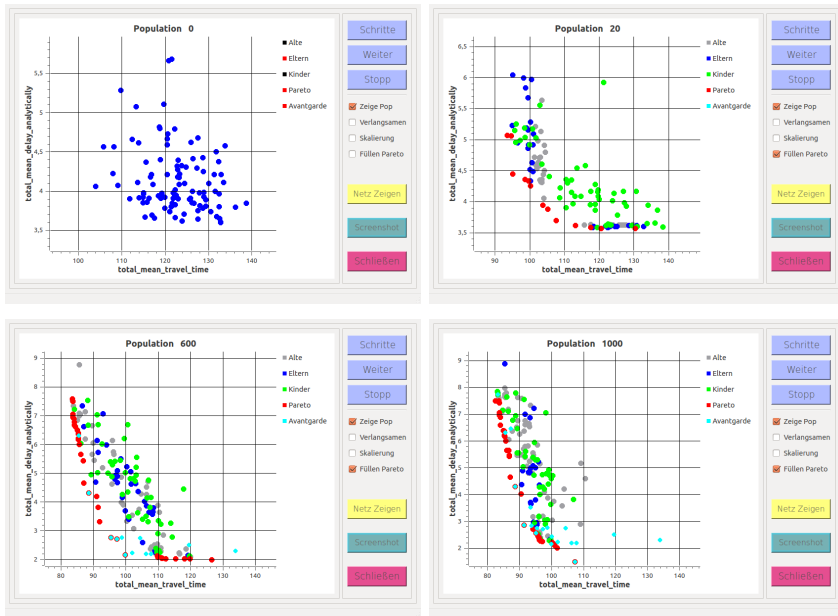 Population 0
total_mean_delay_analytically
5,5
5
4,5
4
3,5
100
110
120
130
140
total_mean_travel_time
Alte
Eltern
Kinder
Pareto
Avantgarde
Schritte
Weiter
Stopp
Zeige Pop
Verlangsamen
Skalierung
Füllen Pareto
Netz Zeigen
Screenshot
Schließen
Population 20
total_mean_delay_analytically
6,5
6
5,5
5
4,5
4
3,5
90
100
110
120
130
140
total_mean_travel_time
Alte
Eltern
Kinder
Pareto
Avantgarde
Schritte
Weiter
Stopp
Zeige Pop
Verlangsamen
Skalierung
Füllen Pareto
Netz Zeigen
Screenshot
Schließen
Population 600
total_mean_delay_analytically
9
8
7
6
5
4
3
2
80
90
100
110
120
130
140
total_mean_travel_time
Alte
Eltern
Kinder
Pareto
Avantgarde
Schritte
Weiter
Stopp
Zeige Pop
Verlangsamen
Skalierung
Füllen Pareto
Netz Zeigen
Screenshot
Schließen
Population 1000
total_mean_delay_analytically
9
8
7
6
5
4
3
2
80
90
100
110
120
130
140
total_mean_travel_time
Alte
Eltern
Kinder
Pareto
Avantgarde
Schritte
Weiter
Stopp
Zeige Pop
Verlangsamen
Skalierung
Füllen Pareto
Netz Zeigen
Screenshot
Schließen